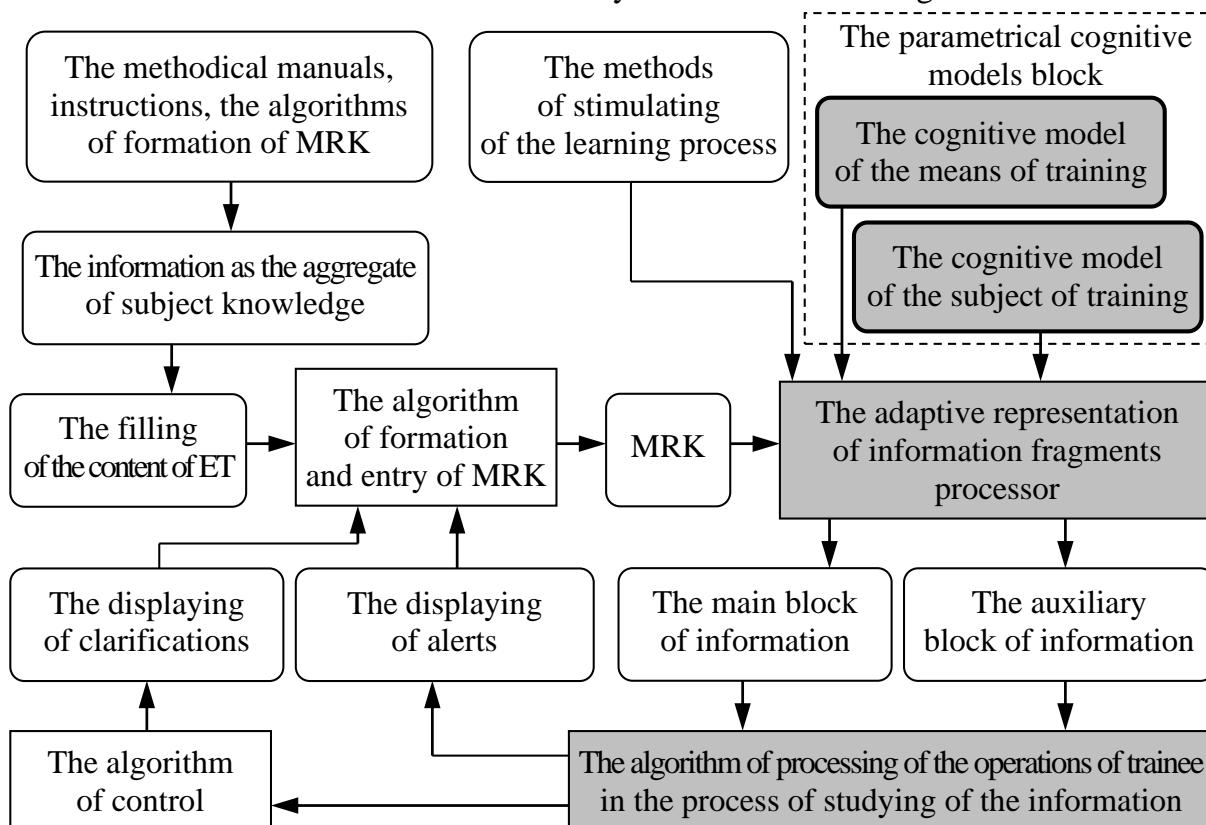 The methodical manuals,
instructions, the algorithms
of formation of MRK
The methods
of stimulating
of the learning process
The parametrical cognitive
models block
The cognitive model
of the means of training
The cognitive model
of the subject of training
The information as the aggregate
of subject knowledge
The filling
of the content of ET
The algorithm
of formation
and entry of MRK
MRK
The adaptive representation
of information fragments
processor
The displaying
of clarifications
The displaying
of alerts
The main block
of information
The auxiliary
block of information
The algorithm
of control
The algorithm of processing of the operations of trainee
in the process of studying of the information